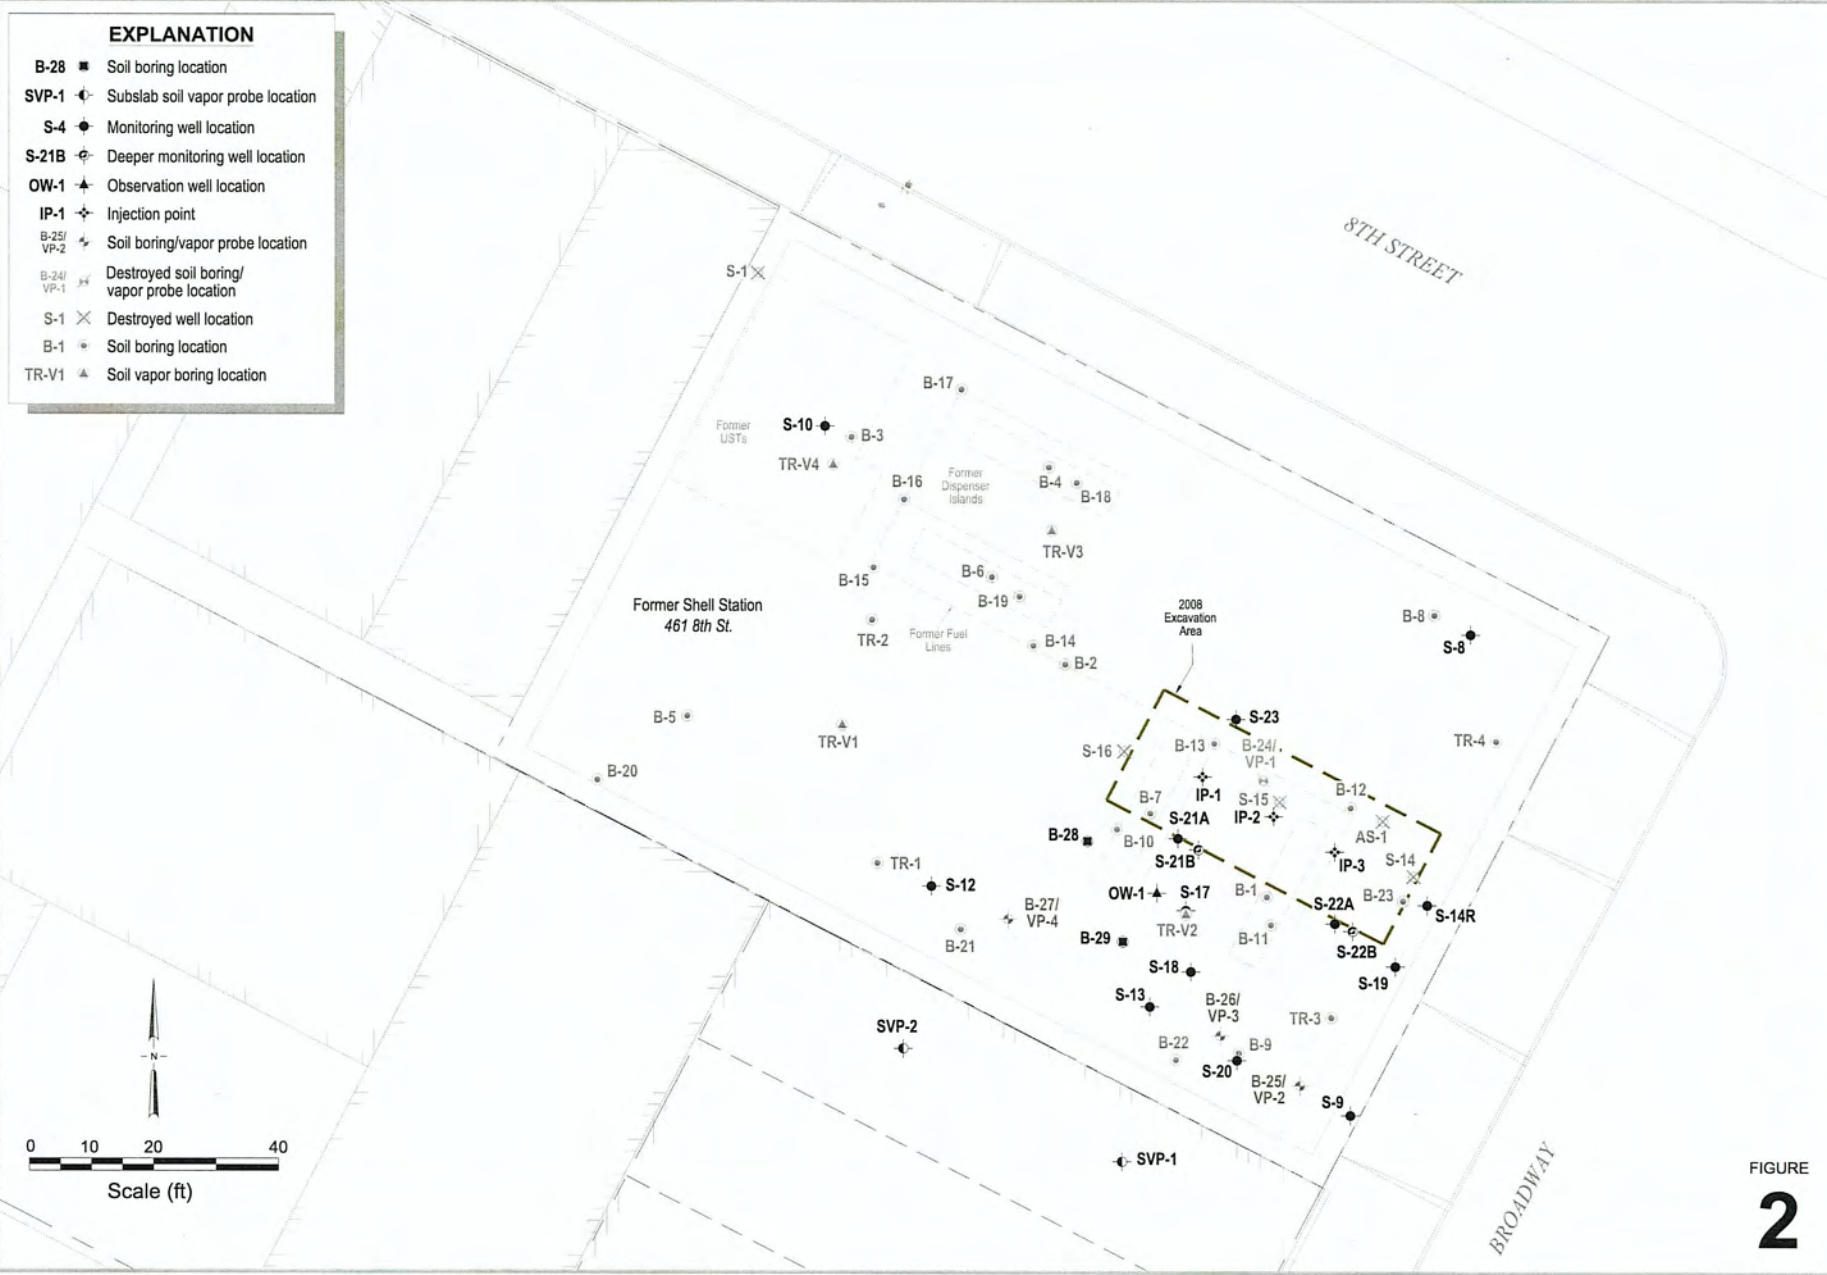 EXPLANATION
B-28 Soil boring location
SVP-1 Subslab soil vapor probe location
S-4 Monitoring well location
S-21B Deeper monitoring well location
OW-1 Observation well location
IP-1 Injection point
B-25/
VP-2 Soil boring/vapor probe location
B-24/
VP-1 Destroyed soil boring/
vapor probe location
S-1 Destroyed well location
B-1 Soil boring location
TR-V1 Soil vapor boring location
8TH STREET
S-1
B-17
Former
USTs
S-10
B-3
TR-V4
B-16
Former
Dispenser
Islands
B-4
B-18
TR-V3
B-15
B-6
B-19
Former Shell Station
461 8th St.
TR-2
Former Fuel
Lines
B-14
B-2
2008
Excavation
Area
B-8
S-8
B-5
TR-V1
S-23
S-16
B-13
B-24/
VP-1
TR-4
B-20
IP-1
S-15
B-12
B-7
S-21A
IP-2
AS-1
B-28
B-10
S-21B
IP-3
S-14
TR-1
S-12
OW-1
S-17
B-1
B-23
B-27/
VP-4
S-22A
S-14R
TR-V2
B-21
B-29
B-11
S-22B
S-18
S-19
S-13
B-26/
VP-3
TR-3
SVP-2
B-22
B-9
S-20
B-25/
VP-2
S-9
SVP-1
N
0 10 20 40
Scale (ft)
BROADWAY
FIGURE
2